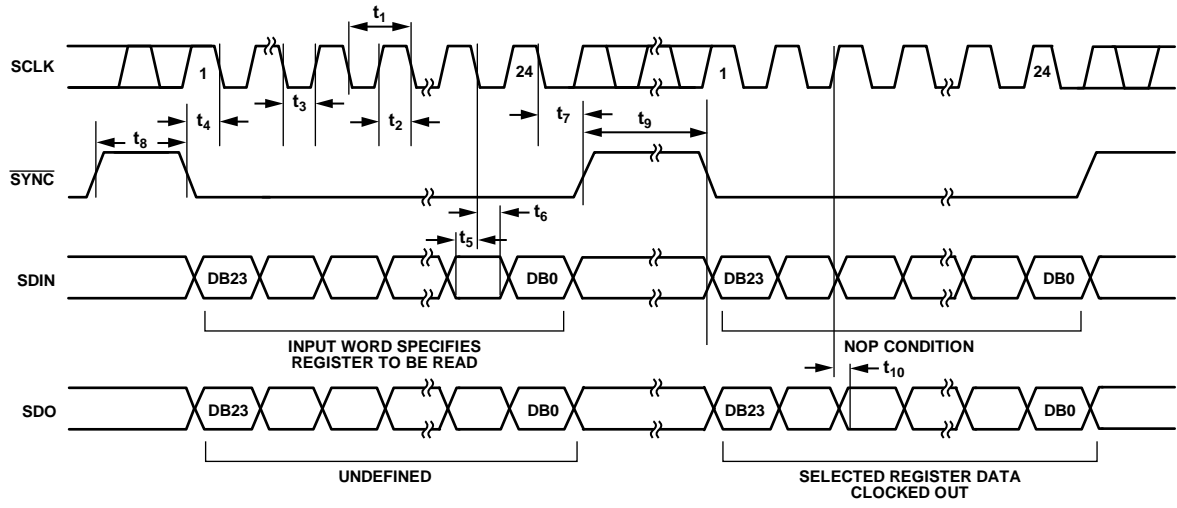 t1
SCLK
1
24
1
24
t3
t4
t2
t7
t9
t8
SYNC
t6
t5
SDIN
DB23
DB0
DB23
DB0
INPUT WORD SPECIFIES
REGISTER TO BE READ
NOP CONDITION
t10
SDO
DB23
DB0
DB23
DB0
UNDEFINED
SELECTED REGISTER DATA
CLOCKED OUT